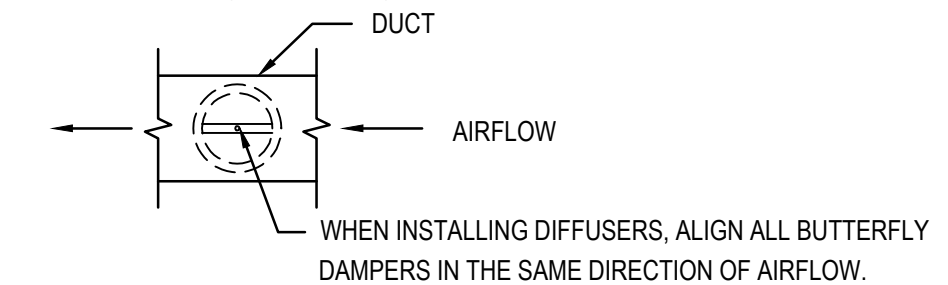 DUCT
AIRFLOW
WHEN INSTALLING DIFFUSERS, ALIGN ALL BUTTERFLY
DAMPERS IN THE SAME DIRECTION OF AIRFLOW.